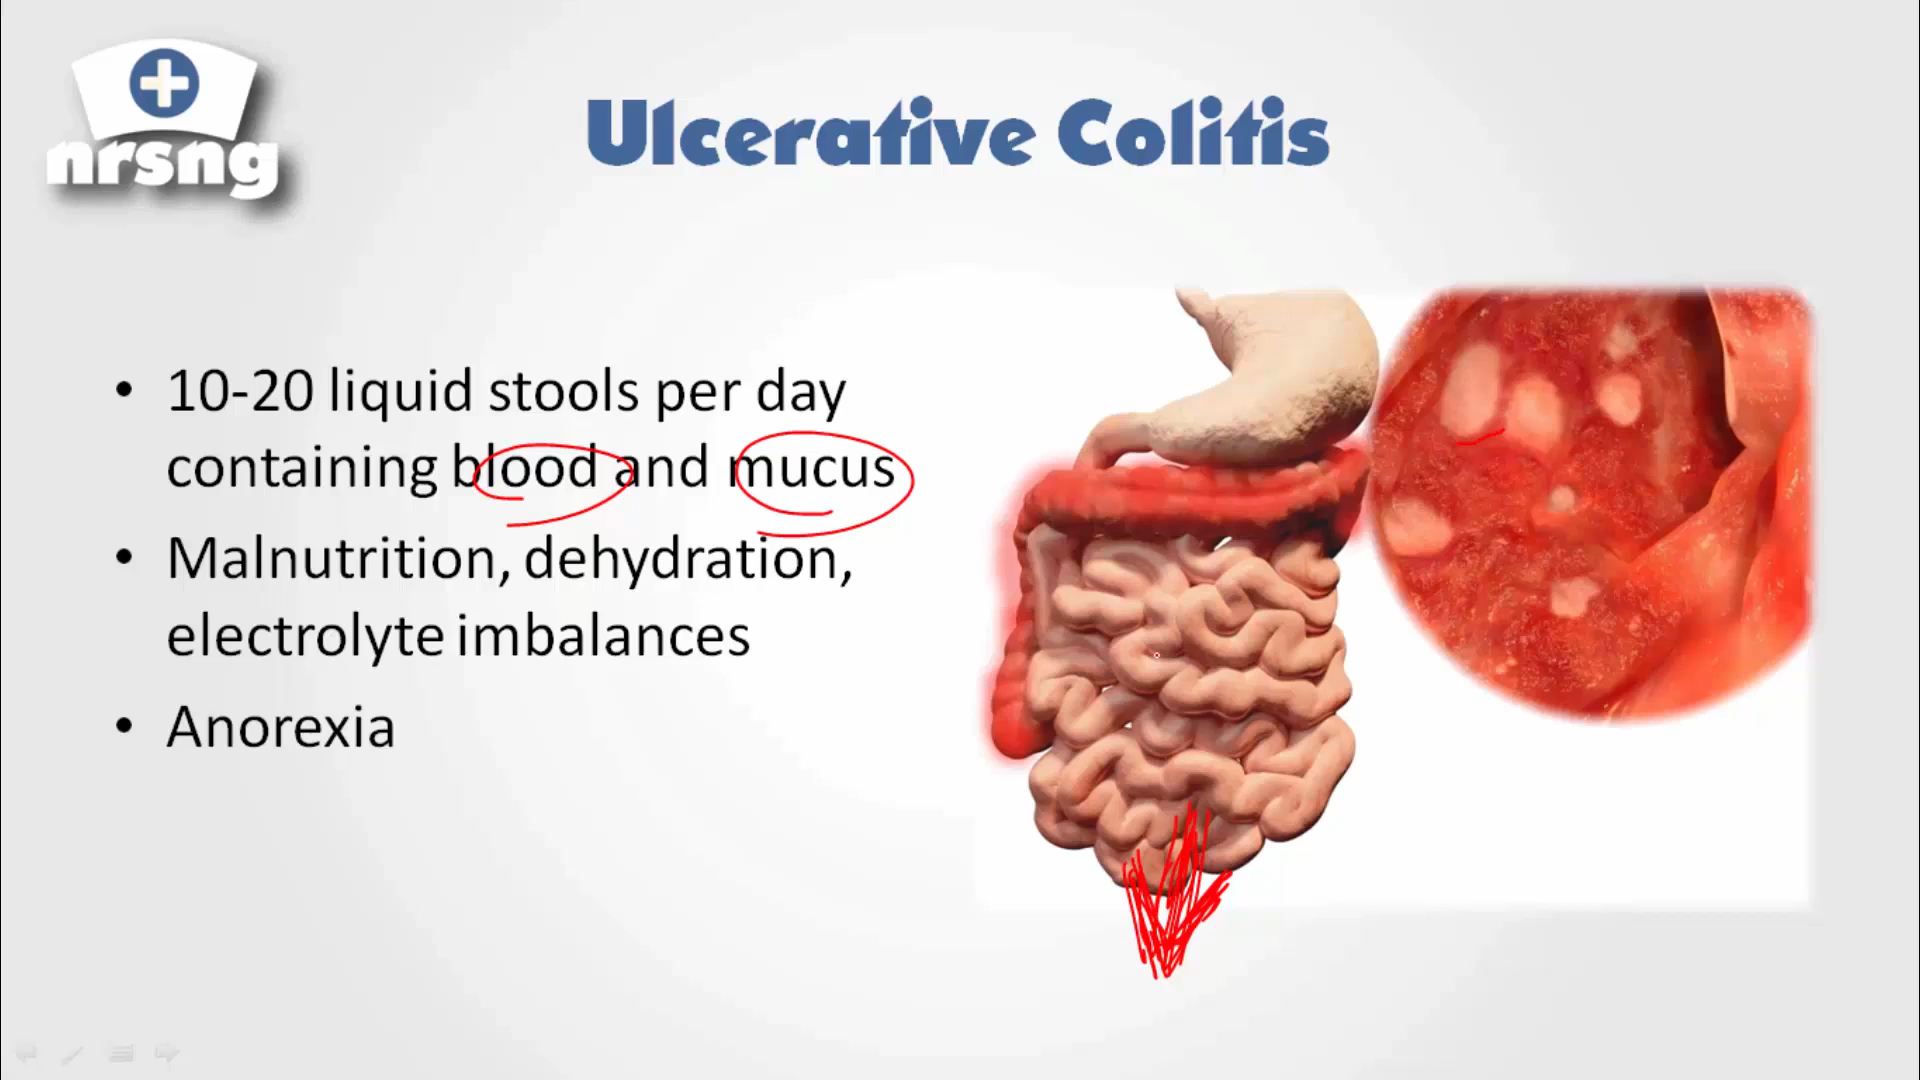 nrsng
Ulcerative Colitis
• 10-20 liquid stools per day
containing blood and mucus
• Malnutrition, dehydration,
electrolyte imbalances
• Anorexia